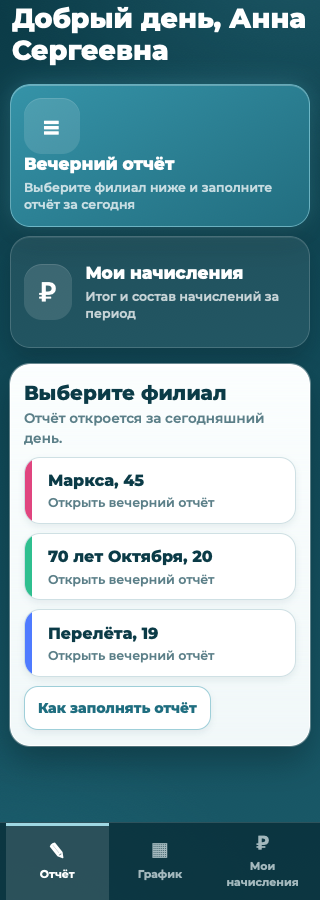 Добрый день, Анна
Сергеевна
Вечерний отчёт
Выберите филиал ниже и заполните
отчёт за сегодня
₽
Мои начисления
Итог и состав начислений за
период
Выберите филиал
Отчёт откроется за сегодняшний
день.
Маркса, 45
Открыть вечерний отчёт
70 лет Октября, 20
Открыть вечерний отчёт
Перелёта, 19
Открыть вечерний отчёт
Как заполнять отчёт
Отчёт
График
₽
Мои
начисления